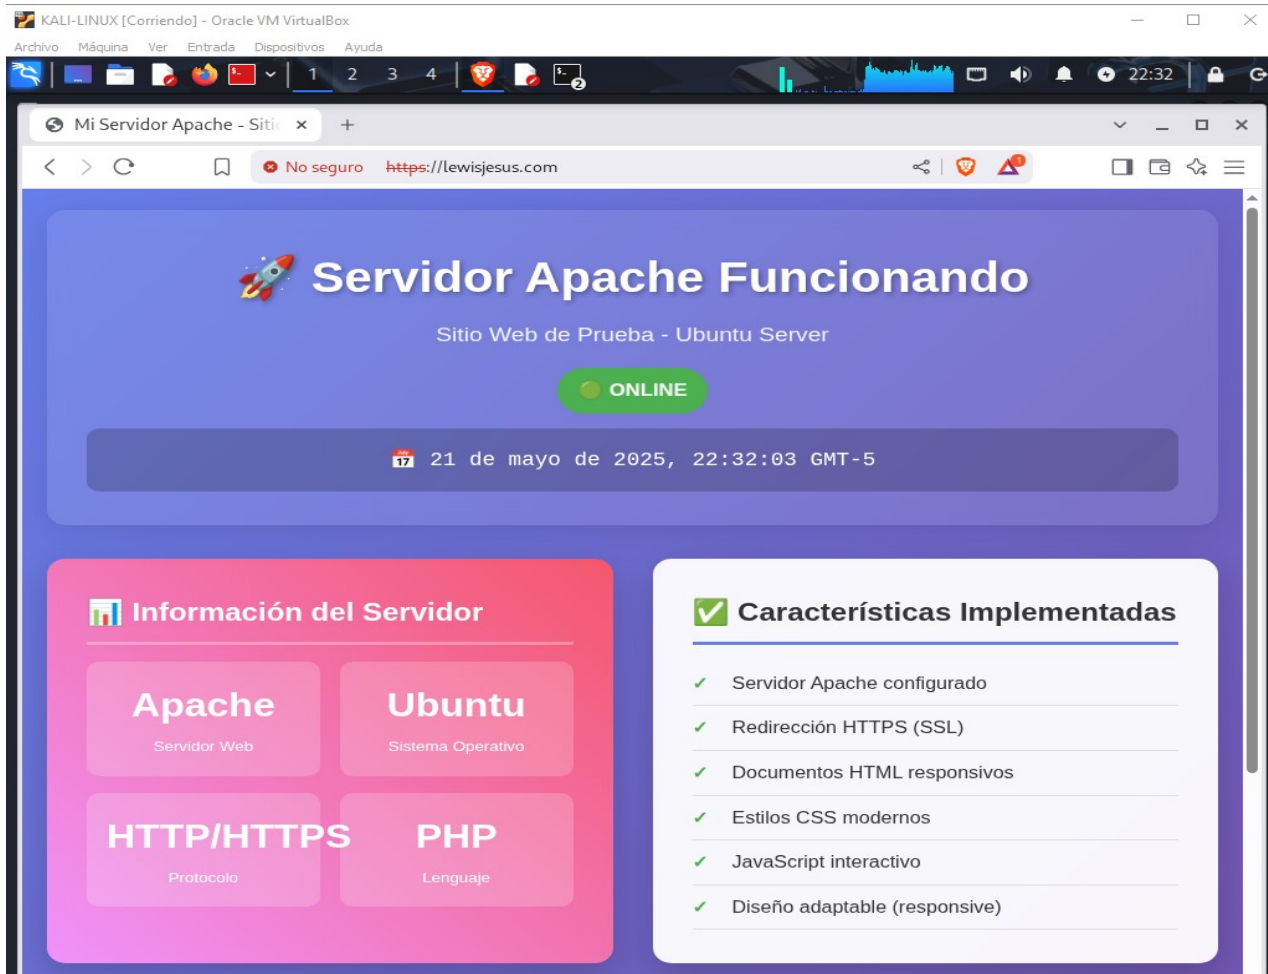 KALI-LINUX [Corriendo] - Oracle VM VirtualBox
Archivo Máquina Ver Entrada Dispositivos Ayuda
1 2 3 4 2 22:32
Mi Servidor Apache - Siti
No seguro https://lewisjesus.com 1
🚀 Servidor Apache Funcionando
Sitio Web de Prueba - Ubuntu Server
ONLINE
17 21 de mayo de 2025, 22:32:03 GMT-5
Información del Servidor
Apache
Servidor Web
Ubuntu
Sistema Operativo
HTTP/HTTPS
Protocolo
PHP
Lenguaje
✅ Características Implementadas
✓ Servidor Apache configurado
✓ Redirección HTTPS (SSL)
✓ Documentos HTML responsivos
✓ Estilos CSS modernos
✓ JavaScript interactivo
✓ Diseño adaptable (responsive)